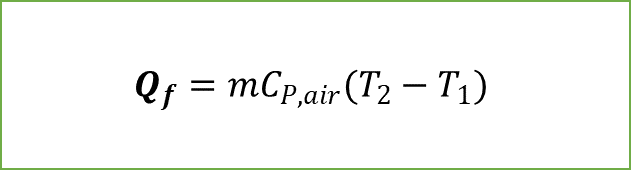 Q_f = mC_{P,air}(T_2 − T_1)